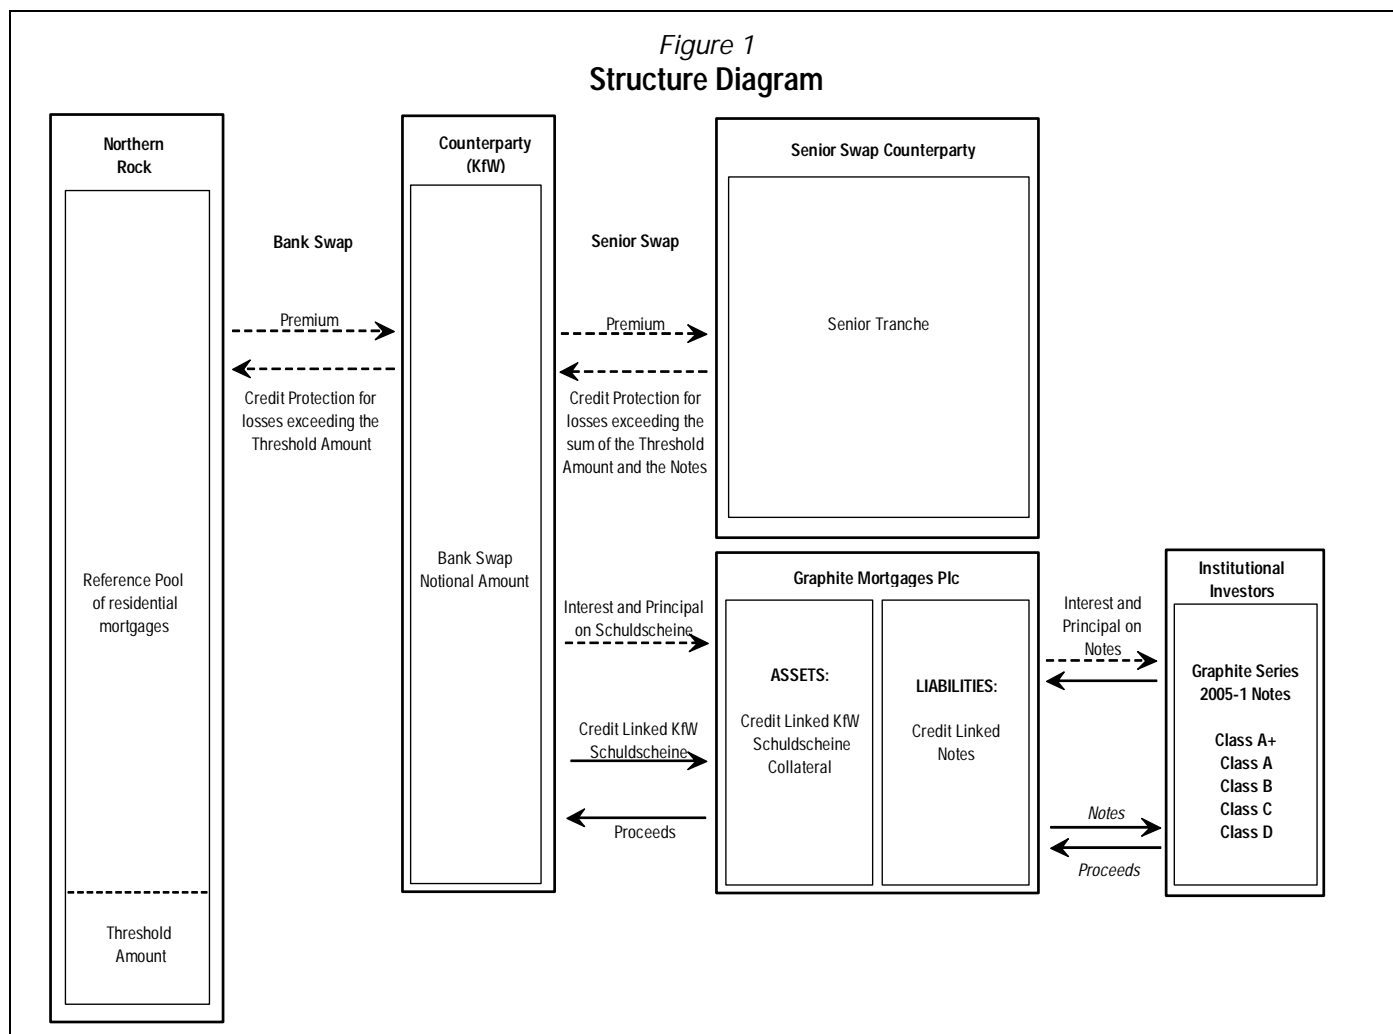 Figure 1
Structure Diagram
Northern
Rock
Reference Pool
of residential
mortgages
Threshold
Amount
Bank Swap
Premium
Credit Protection for
losses exceeding the
Threshold Amount
Counterparty
(KfW)
Bank Swap
Notional Amount
Senior Swap
Premium
Credit Protection for
losses exceeding the
sum of the Threshold
Amount and the Notes
Interest and Principal
on Schuldscheine
Credit Linked KfW
Schuldscheine
Proceeds
Senior Swap Counterparty
Senior Tranche
Graphite Mortgages Plc
ASSETS:
Credit Linked KfW
Schuldscheine
Collateral
LIABILITIES:
Credit Linked
Notes
Interest and
Principal on
Notes
Notes
Proceeds
Institutional
Investors
Graphite Series
2005-1 Notes
Class A+
Class A
Class B
Class C
Class D